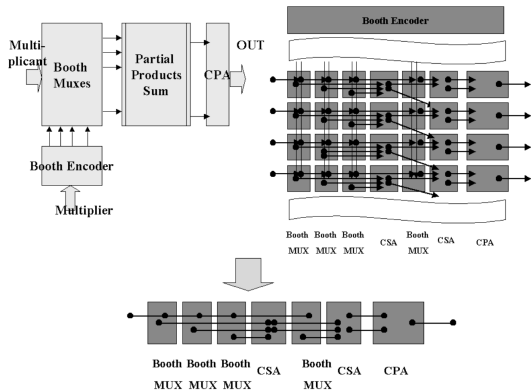 Multi-
plicant
Booth
Muxes
Partial
Products
Sum
CPA
OUT
Booth Encoder
Multiplier
Booth Encoder
Booth
MUX
Booth
MUX
Booth
MUX
CSA
Booth
MUX
CSA
CPA
Booth
MUX
Booth
MUX
Booth
MUX
CSA
Booth
MUX
CSA
CPA